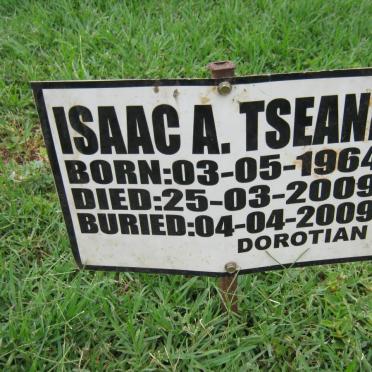 ISAAC A. TSEAN
BORN:03-05-1964
DIED:25-03-2009
BURIED:04-04-2009
DOROTIAN